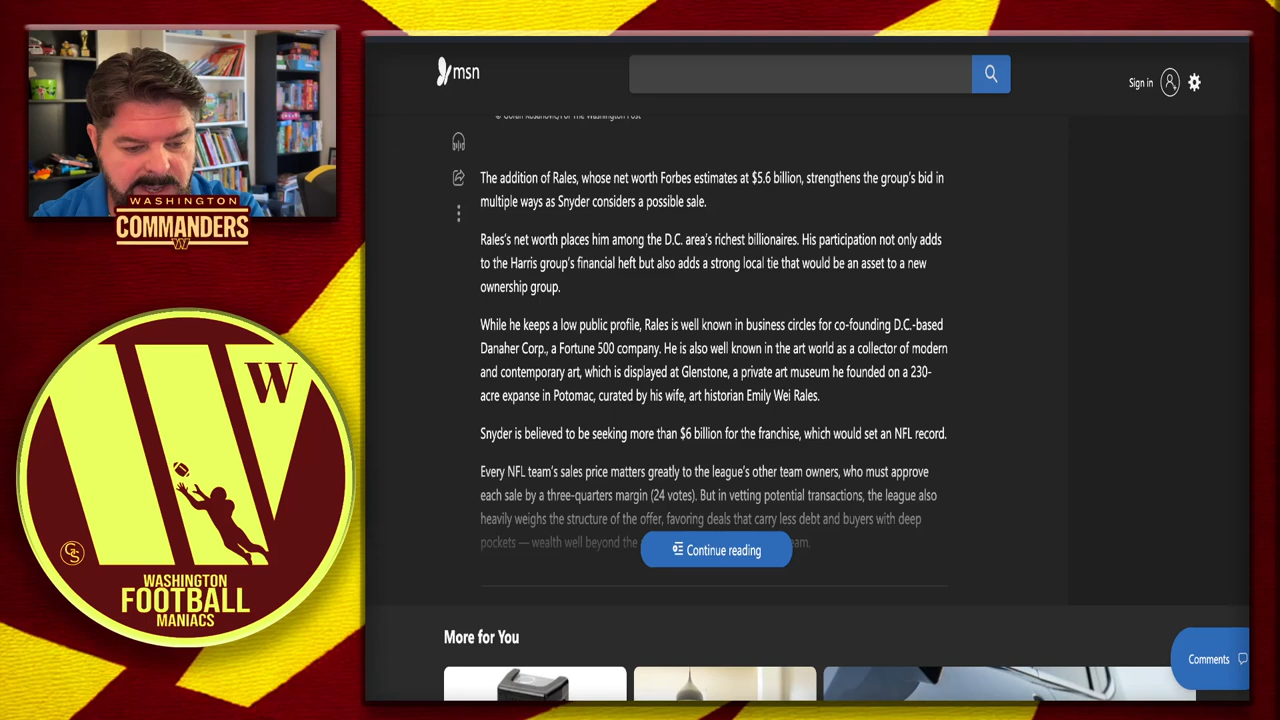 WASHINGTON
COMMANDERS
W
W
GS
WASHINGTON
FOOTBALL
MANIACS
msn
Sign in
The addition of Rales, whose net worth Forbes estimates at $5.6 billion, strengthens the group's bid in
multiple ways as Snyder considers a possible sale.
Rales's net worth places him among the D.C. area's richest billionaires. His participation not only adds
to the Harris group's financial heft but also adds a strong local tie that would be an asset to a new
ownership group.
While he keeps a low public profile, Rales is well known in business circles for co-founding D.C.-based
Danaher Corp., a Fortune 500 company. He is also well known in the art world as a collector of modern
and contemporary art, which is displayed at Glenstone, a private art museum he founded on a 230-
acre expanse in Potomac, curated by his wife, art historian Emily Wei Rales.
Snyder is believed to be seeking more than $6 billion for the franchise, which would set an NFL record.
Every NFL team's sales price matters greatly to the league's other team owners, who must approve
each sale by a three-quarters margin (24 votes). But in vetting potential transactions, the league also
heavily weighs the structure of the offer, favoring deals that carry less debt and buyers with deep
pockets — wealth well beyond the
Continue reading
More for You
Comments